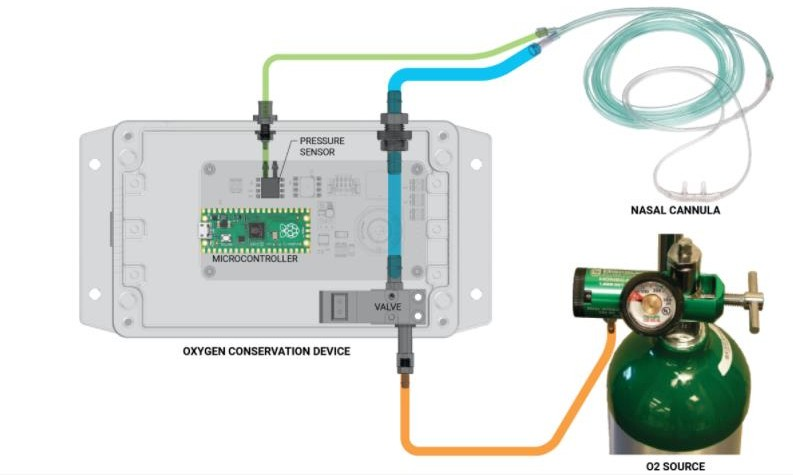 PRESSURE
SENSOR
NASAL CANNULA
MICROCONTROLLER
VALVE
OXYGEN CONSERVATION DEVICE
O2 SOURCE